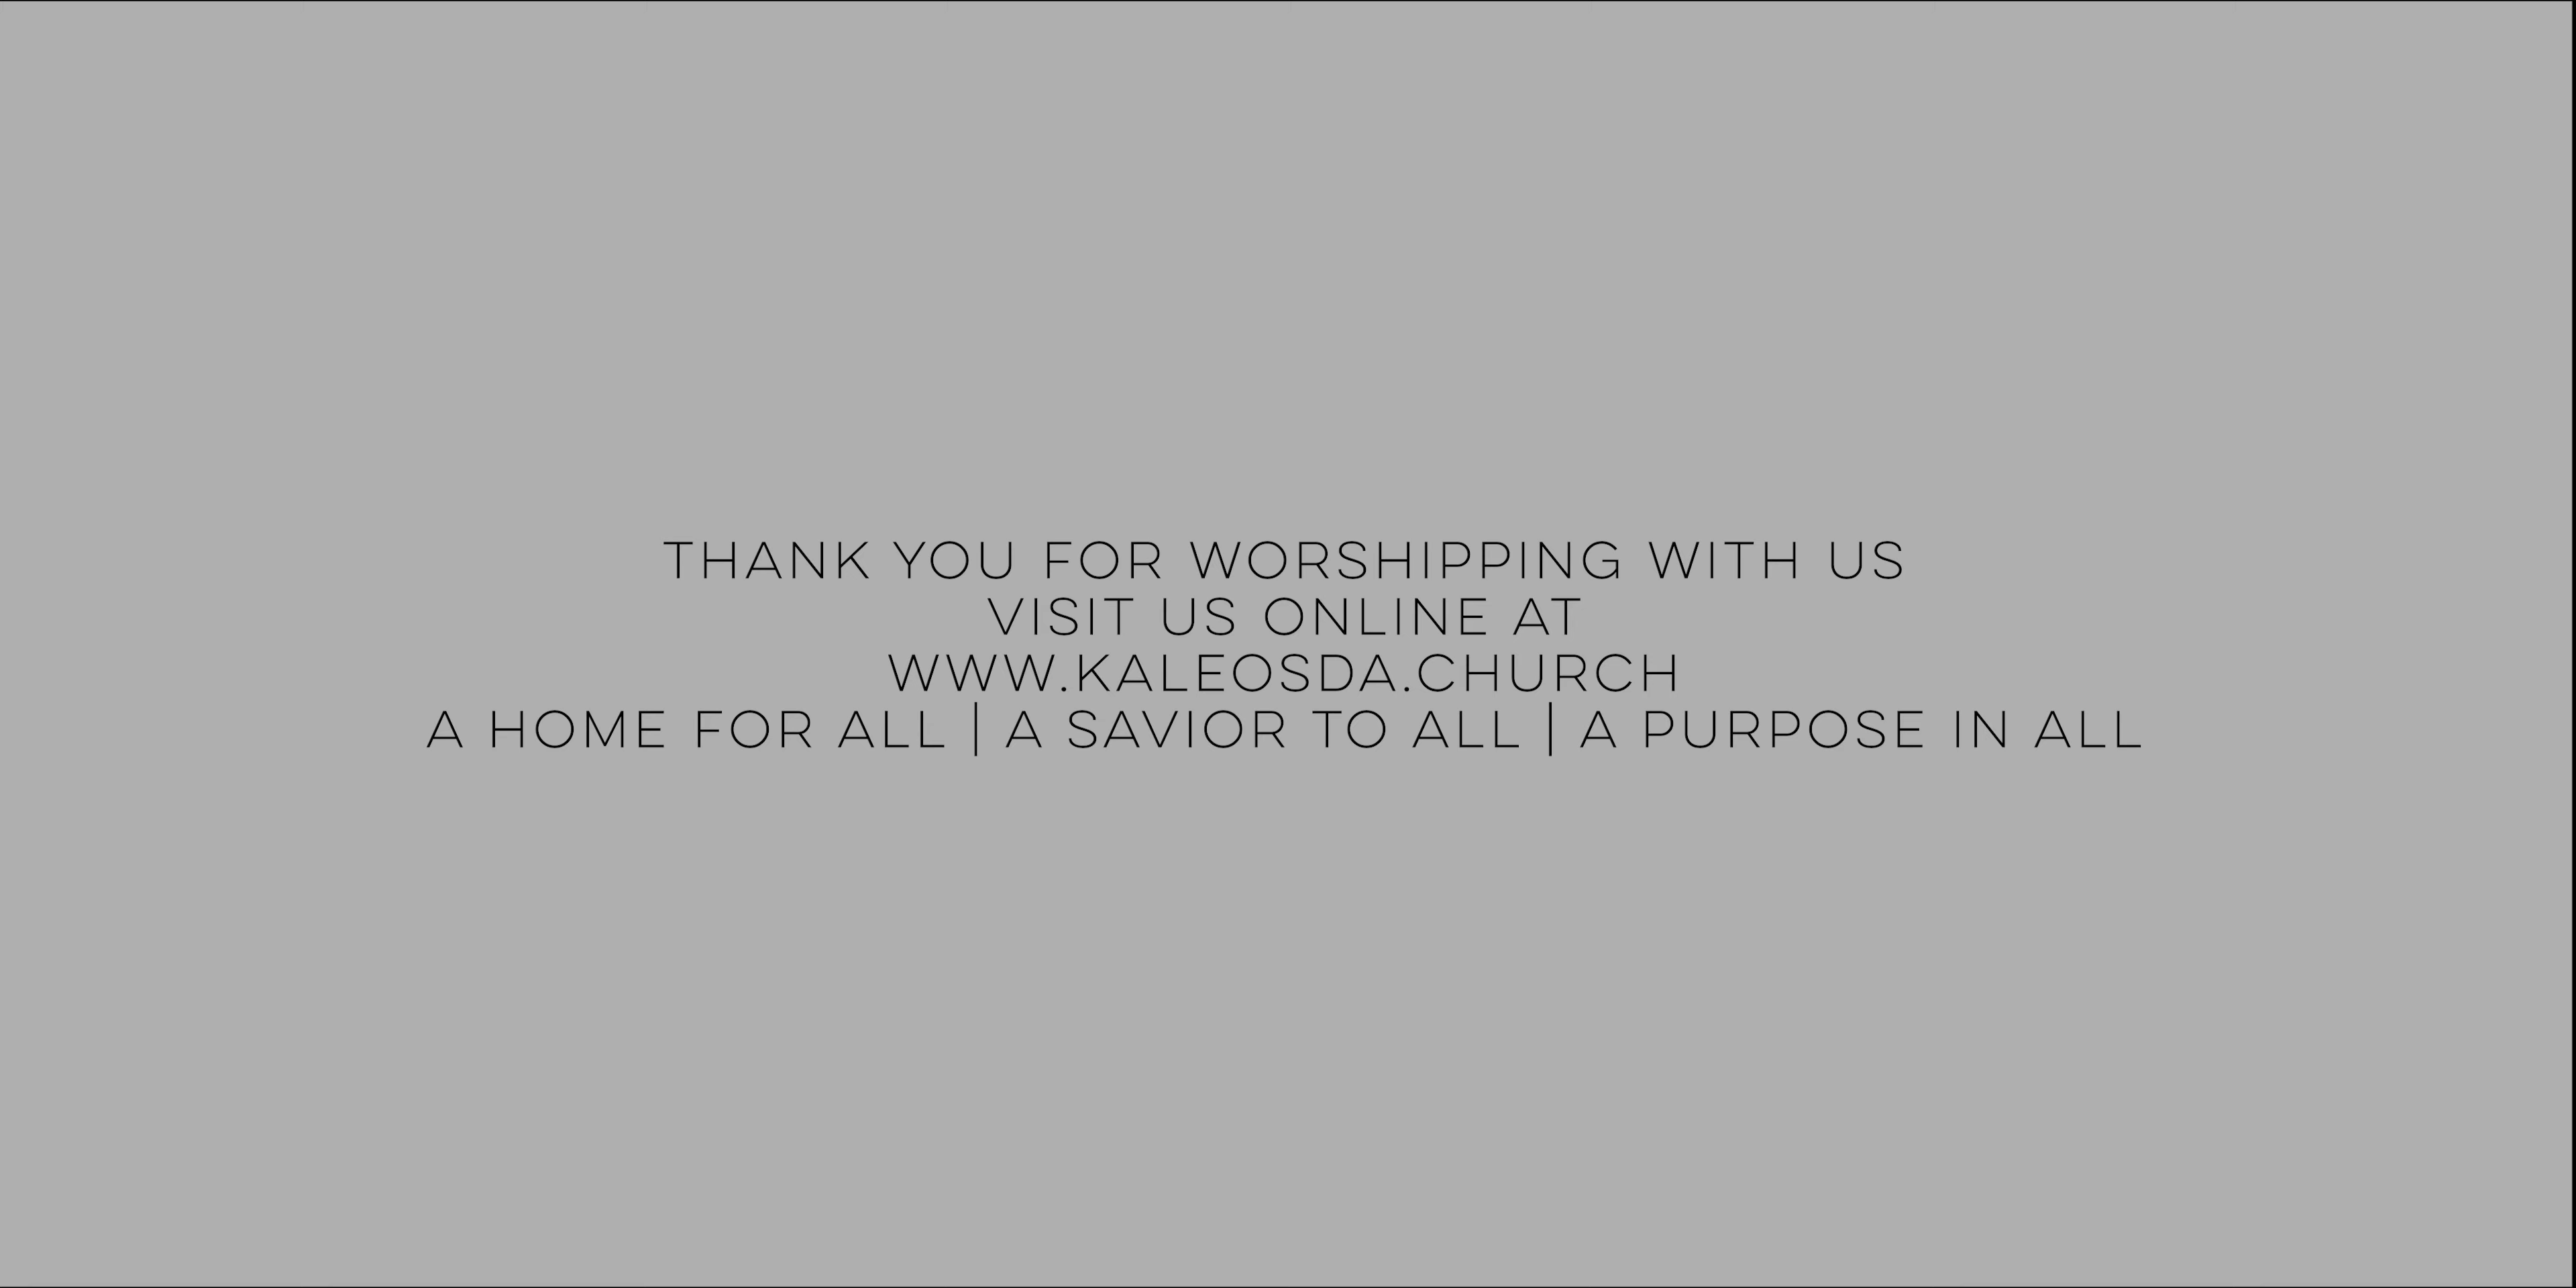 THANK YOU FOR WORSHIPPING WITH US
VISIT US ONLINE AT
WWW.KALEOSDA.CHURCH
A HOME FOR ALL | A SAVIOR TO ALL | A PURPOSE IN ALL